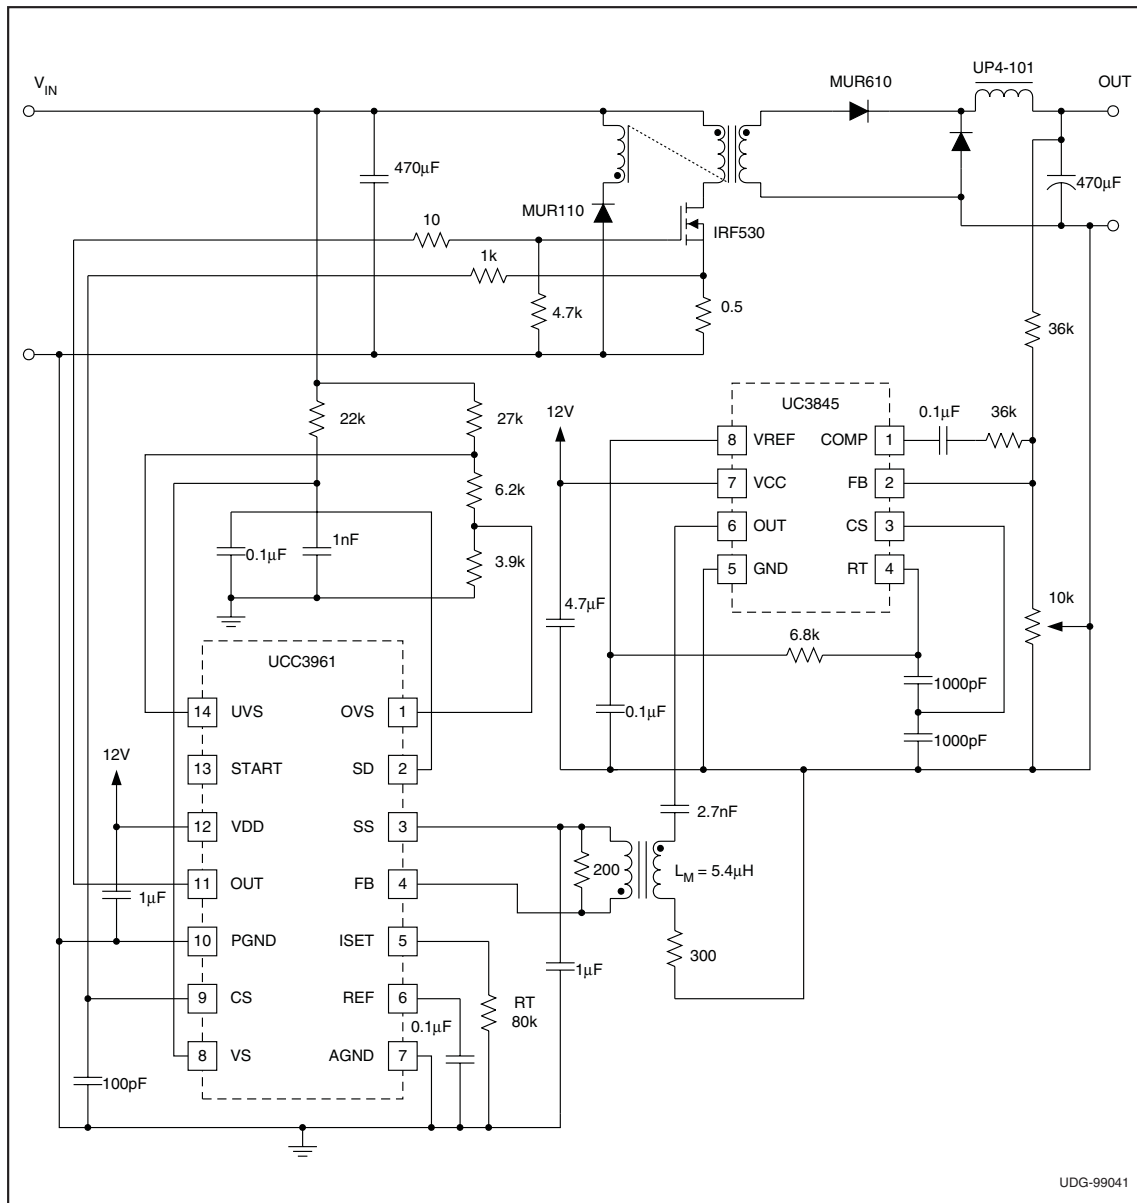 V_IN
MUR610
UP4-101
OUT
470µF
MUR110
IRF530
470µF
10
1k
4.7k
0.5
36k
22k
27k
12V
UC3845
0.1µF
36k
8 VREF COMP 1
6.2k
7 VCC FB 2
0.1µF
1nF
6 OUT CS 3
3.9k
5 GND RT 4
4.7µF
10k
6.8k
UCC3961
1000pF
0.1µF
1000pF
14 UVS OVS 1
12V
13 START SD 2
2.7nF
12 VDD SS 3
200
L_M = 5.4µH
11 OUT FB 4
1µF
10 PGND ISET 5
300
1µF
9 CS REF 6
RT
80k
0.1µF
8 VS AGND 7
100pF
UDG-99041